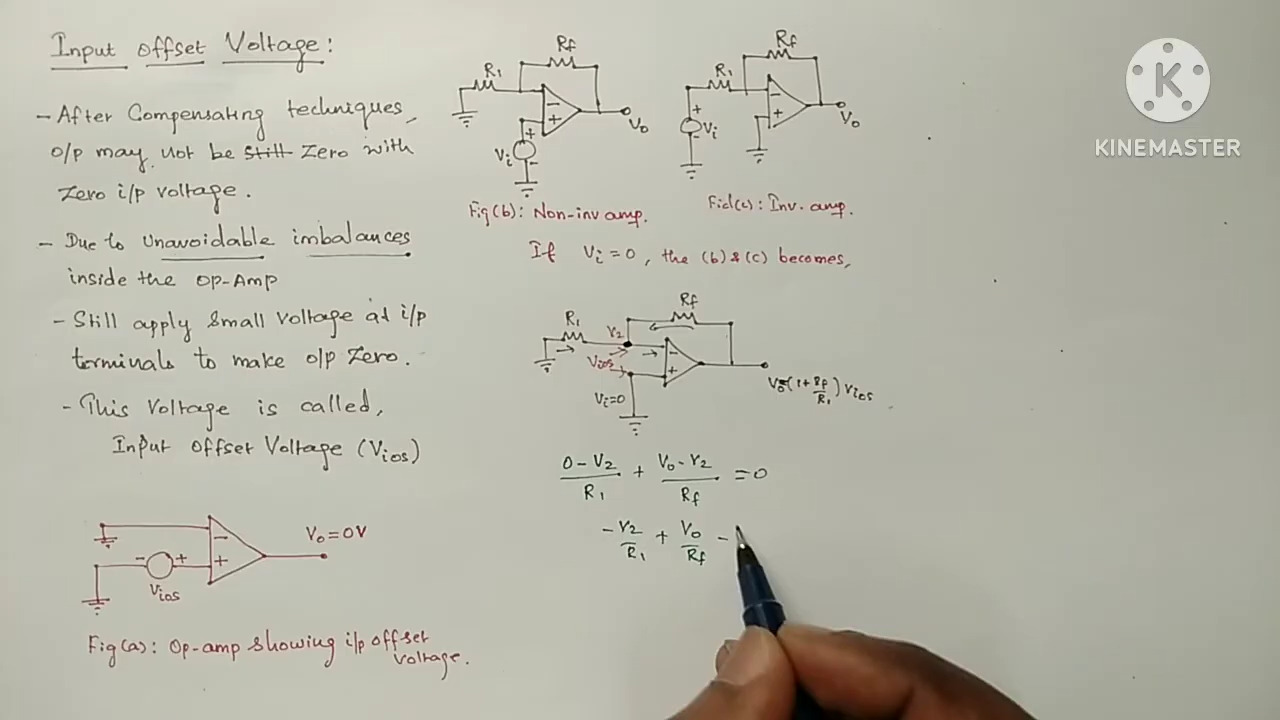 Input offset Voltage:
- After Compensating techniques,
o/p may not be still zero with
zero i/p voltage.
- Due to unavoidable imbalances
inside the op-Amp
- Still apply small voltage at i/p
terminals to make o/p zero.
- This voltage is called,
Input offset Voltage (Vios)
Vo = 0V
- +
-
+
Vios
Fig(a): Op-amp showing i/p offset
voltage.
Rf
R1
-
+
Vo
+
Vi
-
Fig(b): Non-inv amp.
Rf
R1
-
+
Vo
+
Vi
-
Fid(c): Inv. amp.
If Vi = 0, the (b) & (c) becomes,
Rf
R1
V2
Vios
-
+
Vi=0
Vo=(1+Rf/R1)Vios
0 - V2/R1 + Vo - V2/Rf = 0
- V2/R1 + Vo/Rf -
K
KINEMASTER